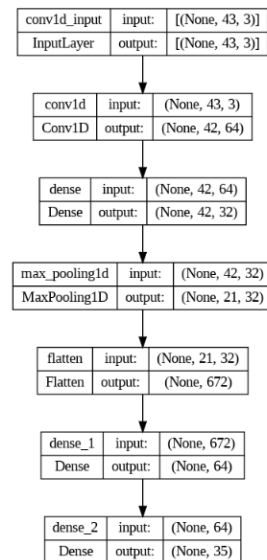 conv1d_input input: [(None, 43, 3)]
InputLayer output: [(None, 43, 3)]
conv1d input: (None, 43, 3)
Conv1D output: (None, 42, 64)
dense input: (None, 42, 64)
Dense output: (None, 42, 32)
max_pooling1d input: (None, 42, 32)
MaxPooling1D output: (None, 21, 32)
flatten input: (None, 21, 32)
Flatten output: (None, 672)
dense_1 input: (None, 672)
Dense output: (None, 64)
dense_2 input: (None, 64)
Dense output: (None, 35)